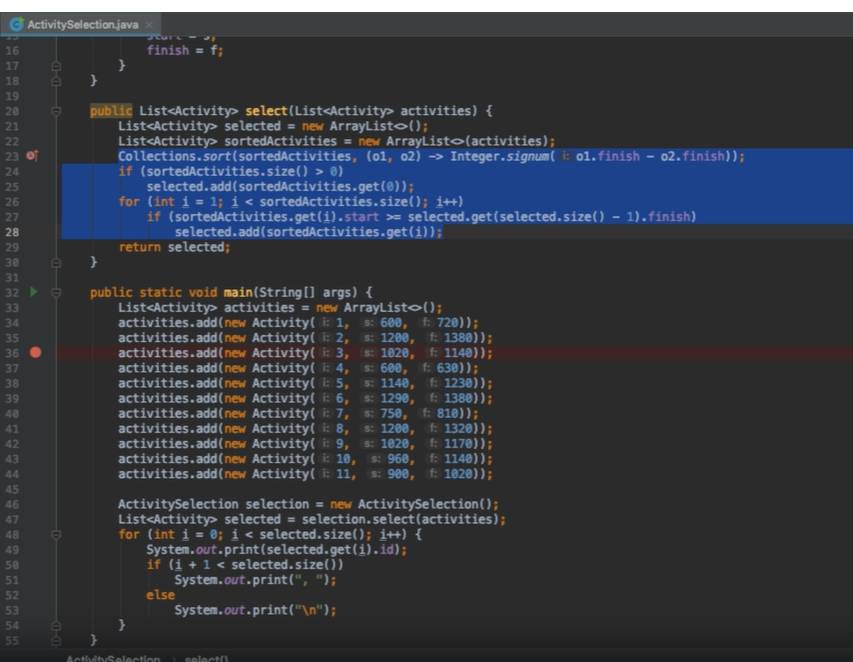 ActivitySelection.java ×
15 start = s;
16 finish = f;
17 }
18 }
19
20 public List<Activity> select(List<Activity> activities) {
21 List<Activity> selected = new ArrayList<>();
22 List<Activity> sortedActivities = new ArrayList<>(activities);
23 Collections.sort(sortedActivities, (o1, o2) -> Integer.signum( i: o1.finish - o2.finish));
24 if (sortedActivities.size() > 0)
25 selected.add(sortedActivities.get(0));
26 for (int i = 1; i < sortedActivities.size(); i++)
27 if (sortedActivities.get(i).start >= selected.get(selected.size() - 1).finish)
28 selected.add(sortedActivities.get(i));
29 return selected;
30 }
31
32 public static void main(String[] args) {
33 List<Activity> activities = new ArrayList<>();
34 activities.add(new Activity( i: 1, s: 600, f: 720));
35 activities.add(new Activity( i: 2, s: 1200, f: 1380));
36 activities.add(new Activity( i: 3, s: 1020, f: 1140));
37 activities.add(new Activity( i: 4, s: 600, f: 630));
38 activities.add(new Activity( i: 5, s: 1140, f: 1230));
39 activities.add(new Activity( i: 6, s: 1290, f: 1380));
40 activities.add(new Activity( i: 7, s: 750, f: 810));
41 activities.add(new Activity( i: 8, s: 1200, f: 1320));
42 activities.add(new Activity( i: 9, s: 1020, f: 1170));
43 activities.add(new Activity( i: 10, s: 960, f: 1140));
44 activities.add(new Activity( i: 11, s: 900, f: 1020));
45
46 ActivitySelection selection = new ActivitySelection();
47 List<Activity> selected = selection.select(activities);
48 for (int i = 0; i < selected.size(); i++) {
49 System.out.print(selected.get(i).id);
50 if (i + 1 < selected.size())
51 System.out.print(", ");
52 else
53 System.out.print("\n");
54 }
55 }
ActivitySelection › select()